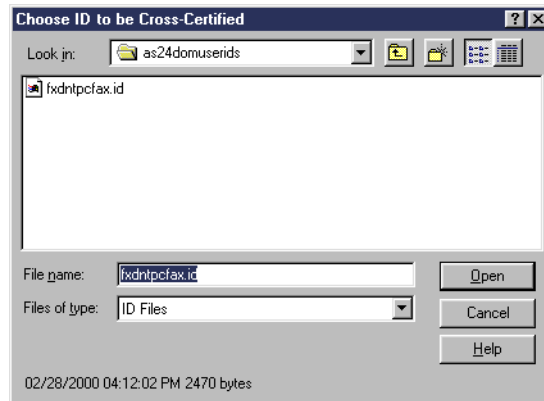 Choose ID to be Cross-Certified
Look in: as24domuserids
fxdntpcfax.id
File name: fxdntpcfax.id Open
Files of type: ID Files Cancel
Help
02/28/2000 04:12:02 PM 2470 bytes